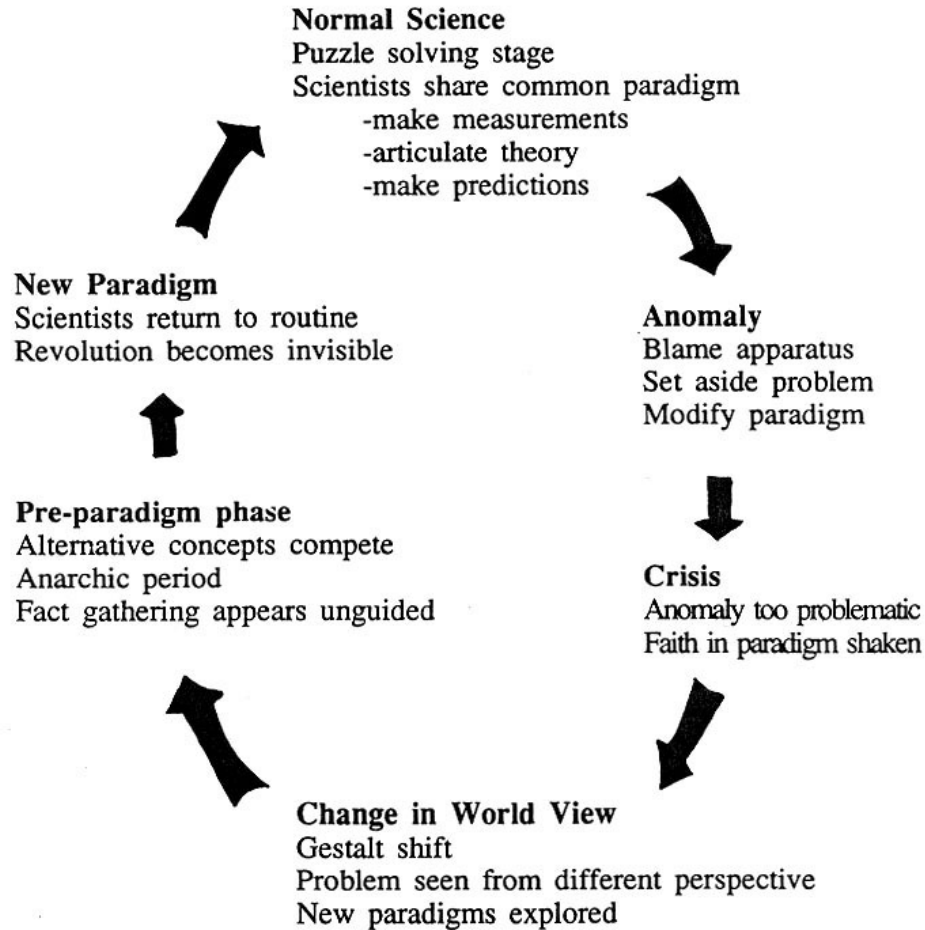 Normal Science
Puzzle solving stage
Scientists share common paradigm
-make measurements
-articulate theory
-make predictions
Anomaly
Blame apparatus
Set aside problem
Modify paradigm
Crisis
Anomaly too problematic
Faith in paradigm shaken
Change in World View
Gestalt shift
Problem seen from different perspective
New paradigms explored
Pre-paradigm phase
Alternative concepts compete
Anarchic period
Fact gathering appears unguided
New Paradigm
Scientists return to routine
Revolution becomes invisible